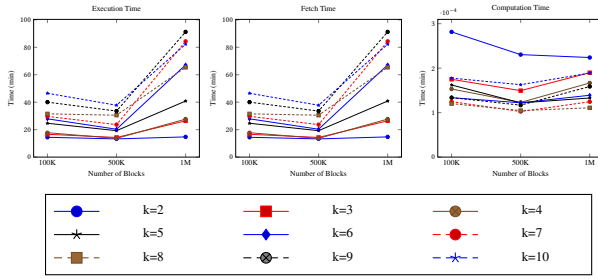 Execution Time
Fetch Time
Computation Time
100
80
60
40
20
0
Time (min)
100K
500K
1M
Number of Blocks
100
80
60
40
20
0
Time (min)
100K
500K
1M
Number of Blocks
·10⁻⁴
3
2
1
0
Time (min)
100K
500K
1M
Number of Blocks
k=2
k=3
k=4
k=5
k=6
k=7
k=8
k=9
k=10